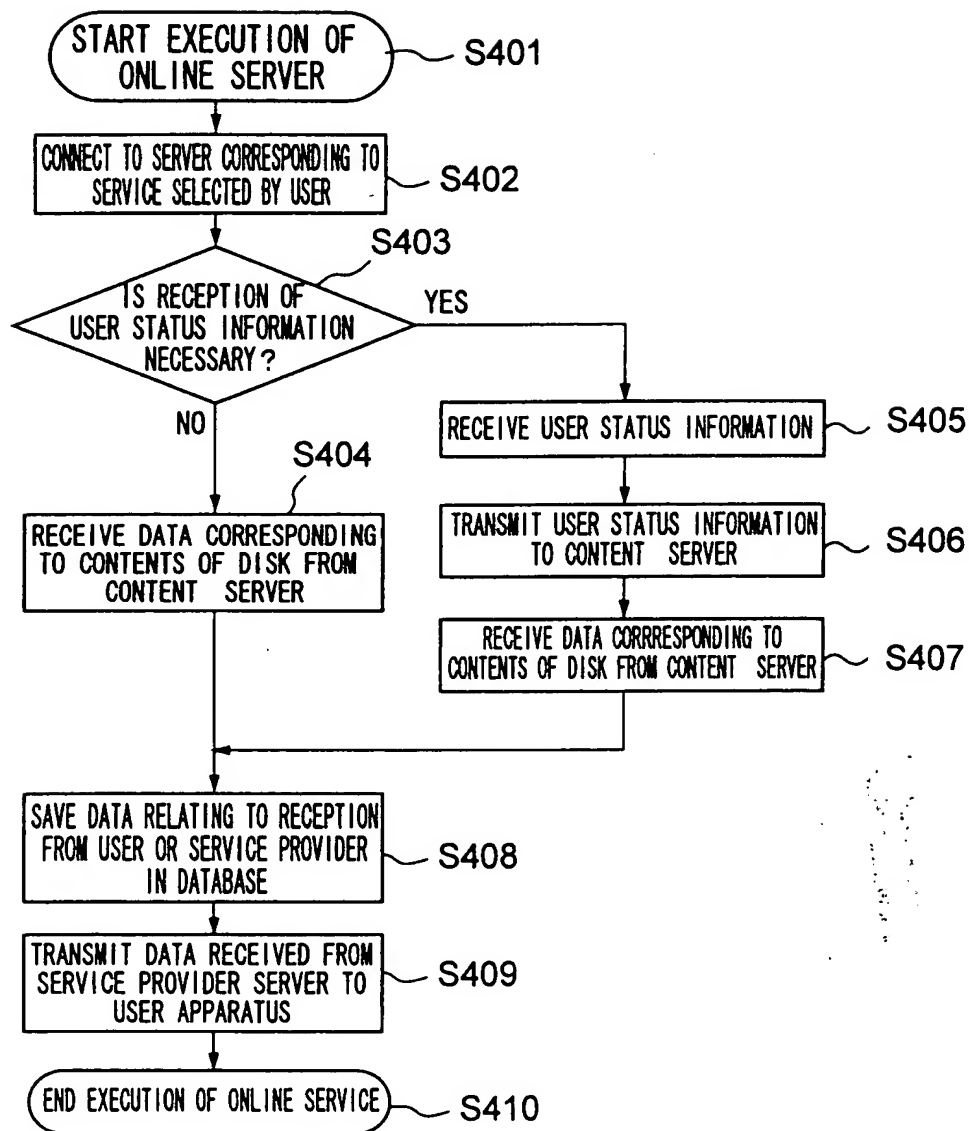 START EXECUTION OF
ONLINE SERVER
S401
CONNECT TO SERVER CORRESPONDING TO
SERVICE SELECTED BY USER
S402
S403
IS RECEPTION OF
USER STATUS INFORMATION
NECESSARY?
YES
NO
RECEIVE USER STATUS INFORMATION
S405
S404
RECEIVE DATA CORRESPONDING
TO CONTENTS OF DISK FROM
CONTENT SERVER
TRANSMIT USER STATUS INFORMATION
TO CONTENT SERVER
S406
RECEIVE DATA CORRRESPONDING TO
CONTENTS OF DISK FROM CONTENT SERVER
S407
SAVE DATA RELATING TO RECEPTION
FROM USER OR SERVICE PROVIDER
IN DATABASE
S408
TRANSMIT DATA RECEIVED FROM
SERVICE PROVIDER SERVER TO
USER APPARATUS
S409
END EXECUTION OF ONLINE SERVICE
S410